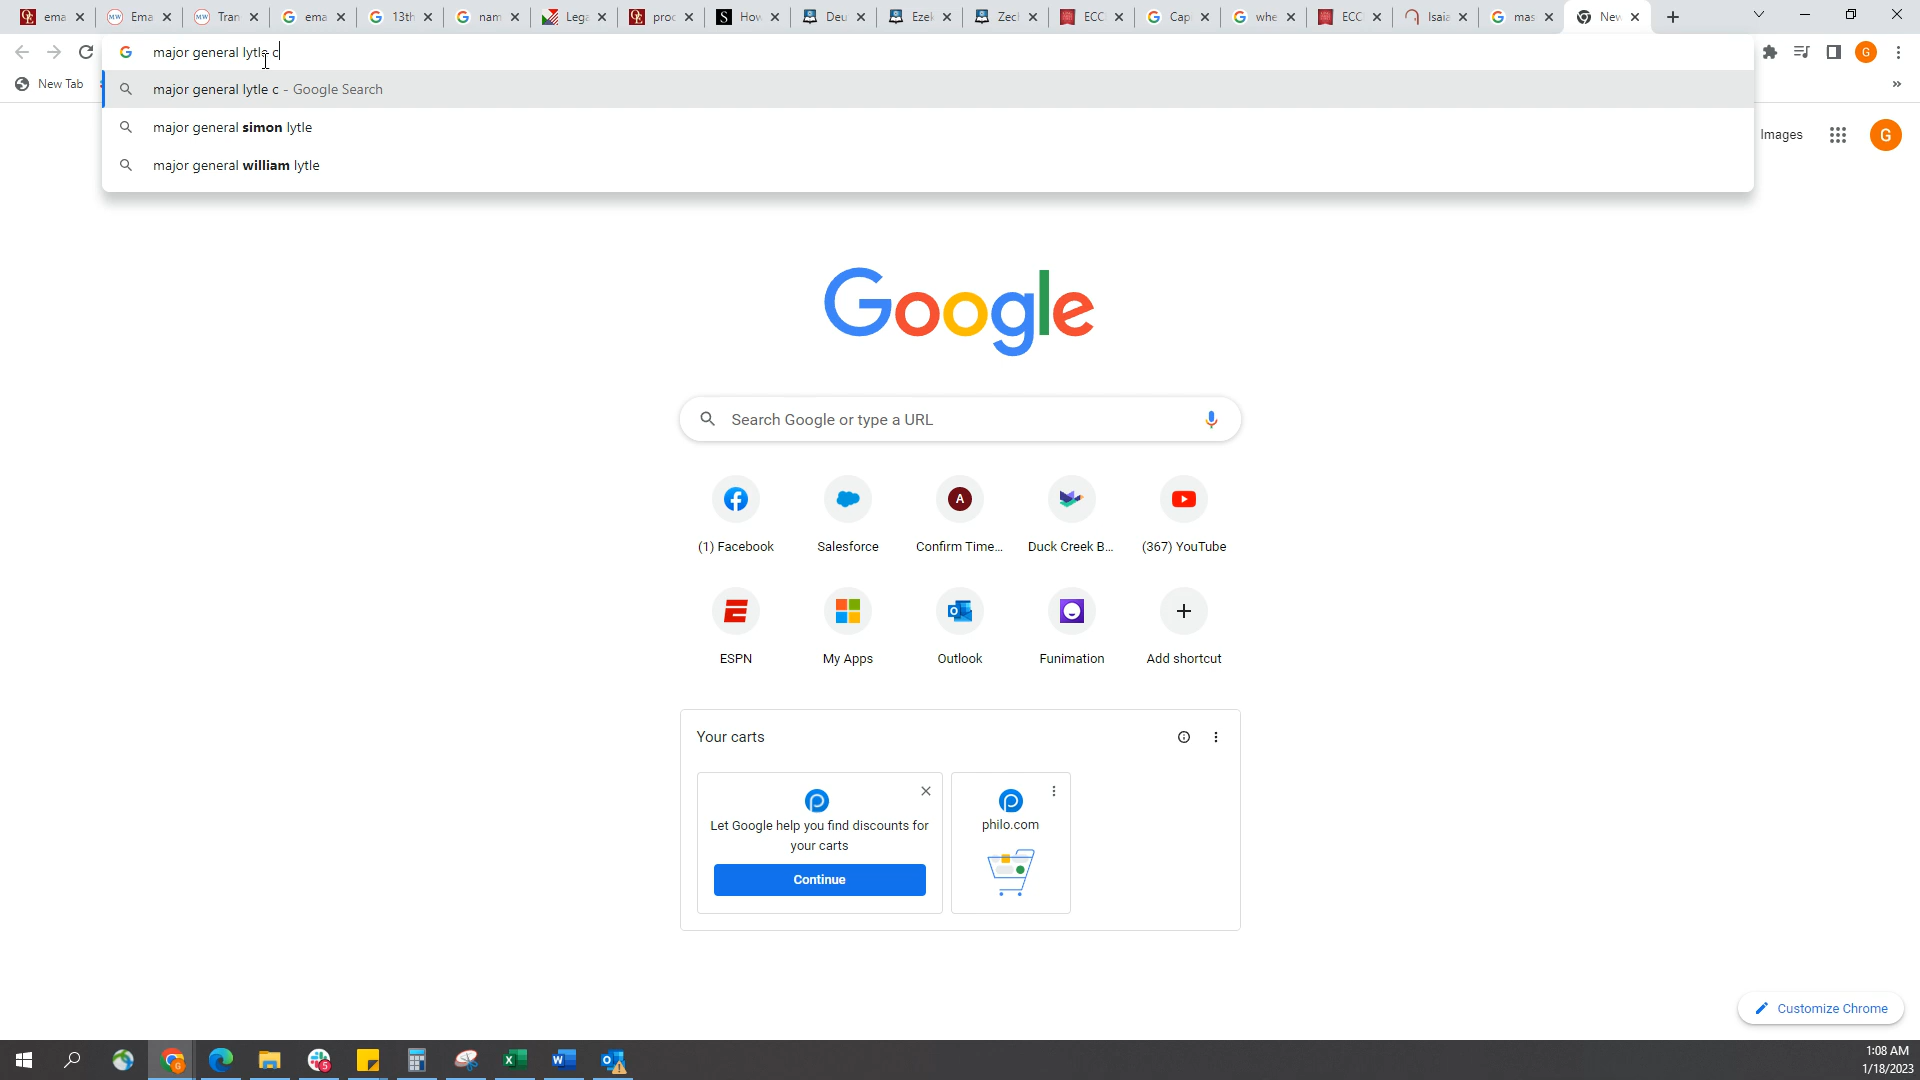 ema
Ema
Tran
ema
13th
nam
Lega
proc
How
Deu
Ezek
Zech
ECC
Cap
whe
ECC
Isaia
mas
New
major general lytle c
New Tab
major general lytle c - Google Search
major general simon lytle
major general william lytle
Images
G
Google
Search Google or type a URL
(1) Facebook
Salesforce
Confirm Time...
Duck Creek B...
(367) YouTube
ESPN
My Apps
Outlook
Funimation
Add shortcut
Your carts
Let Google help you find discounts for
your carts
Continue
philo.com
Customize Chrome
1:08 AM
1/18/2023